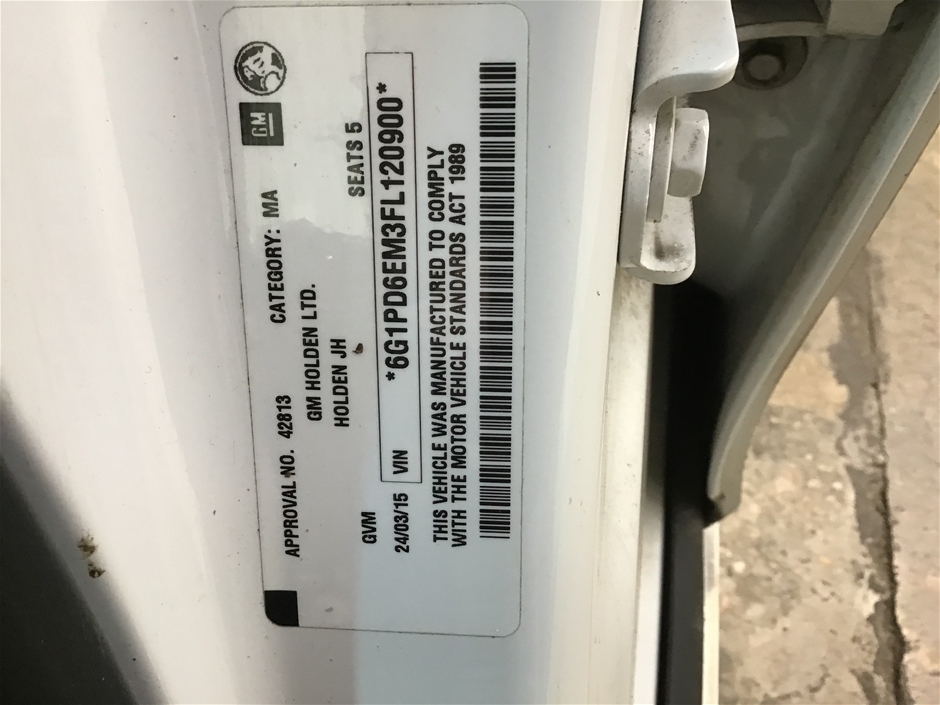 GM
APPROVAL NO. 42813 CATEGORY: MA
GM HOLDEN LTD.
HOLDEN JH
GVM SEATS 5
24/03/15 VIN *6G1PD6EM3FL120900*
THIS VEHICLE WAS MANUFACTURED TO COMPLY
WITH THE MOTOR VEHICLE STANDARDS ACT 1989